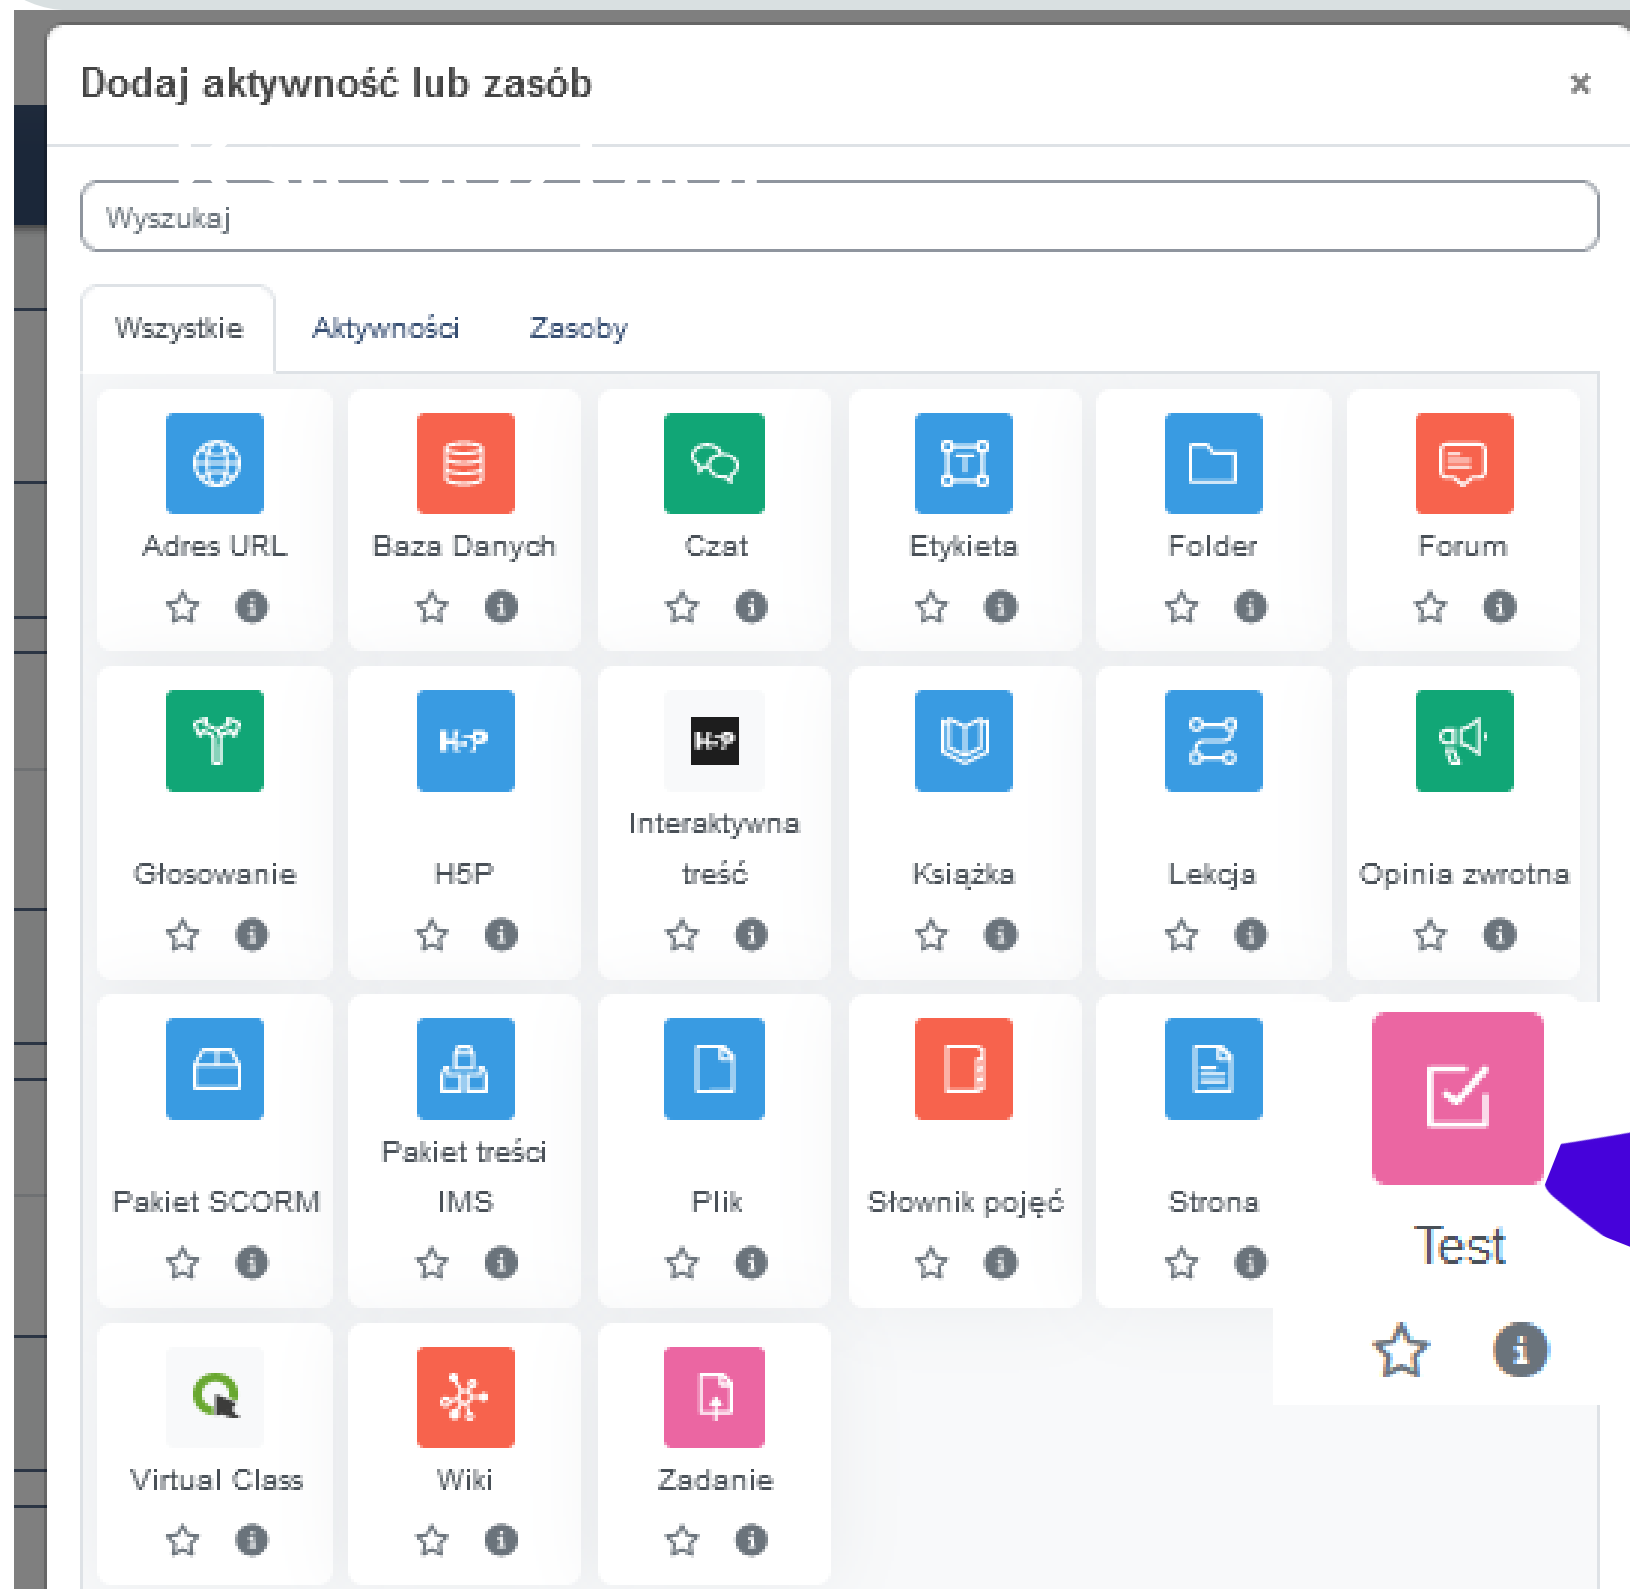 Dodaj aktywność lub zasób
Wyszukaj
Wszystkie Aktywności Zasoby
Adres URL Baza Danych Czat Etykieta Folder Forum
H-P H-P
Interaktywna
Głosowanie H5P treść Książka Lekcja Opinia zwrotna
Pakiet treści
Pakiet SCORM IMS Plik Słownik pojęć Strona
Test
Virtual Class Wiki Zadanie